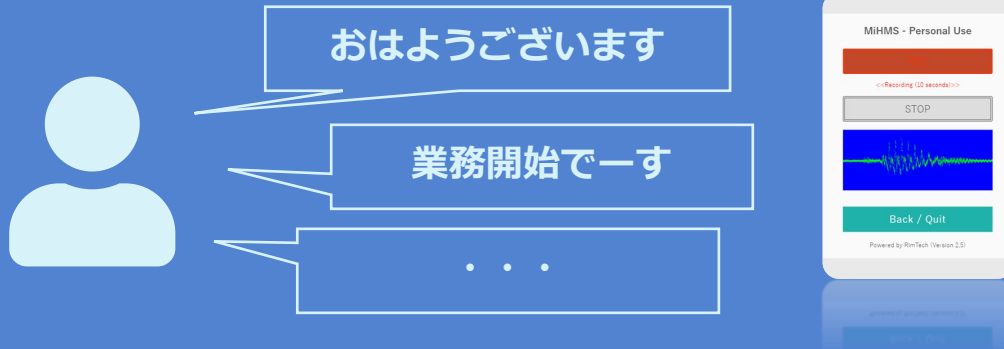 おはようございます
業務開始でーす
・・・
MiHMS - Personal Use
<<Recording (10 seconds)>>
STOP
Back / Quit
Powered by RimTech (Version 2.5)